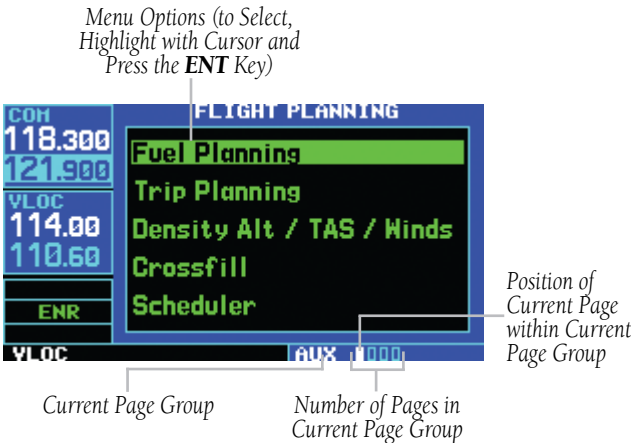 Menu Options (to Select,
Highlight with Cursor and
Press the ENT Key)
COM
118.300
121.900
VLOC
114.00
110.60
ENR
VLOC
FLIGHT PLANNING
Fuel Planning
Trip Planning
Density Alt / TAS / Winds
Crossfill
Scheduler
AUX
Position of
Current Page
within Current
Page Group
Current Page Group
Number of Pages in
Current Page Group